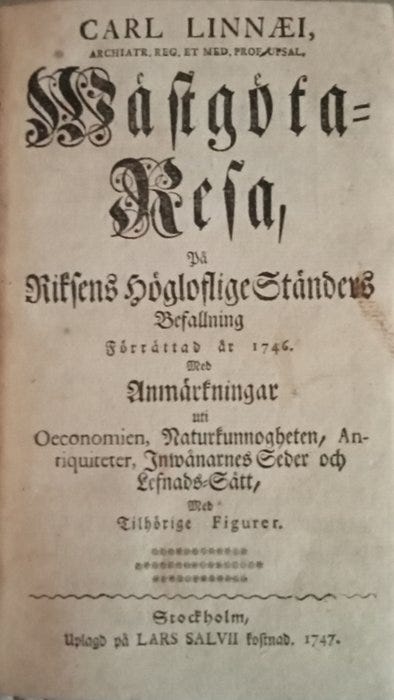 CARL LINNÆI,
ARCHIATR. REG. ET MED. PROF. UPSAL.
Wästgöta-
Resa,
På
Riksens Högloflige Ständers
Befallning
Förrättad år 1746.
Med
Anmärkningar
uti
Oeconomien, Naturkunnogheten, An-
tiquiteter, Inwånarnes Seder och
Lefnads-Sätt,
Med
Tilhörige Figurer.
Stockholm,
Uplagd på LARS SALVII kostnad. 1747.